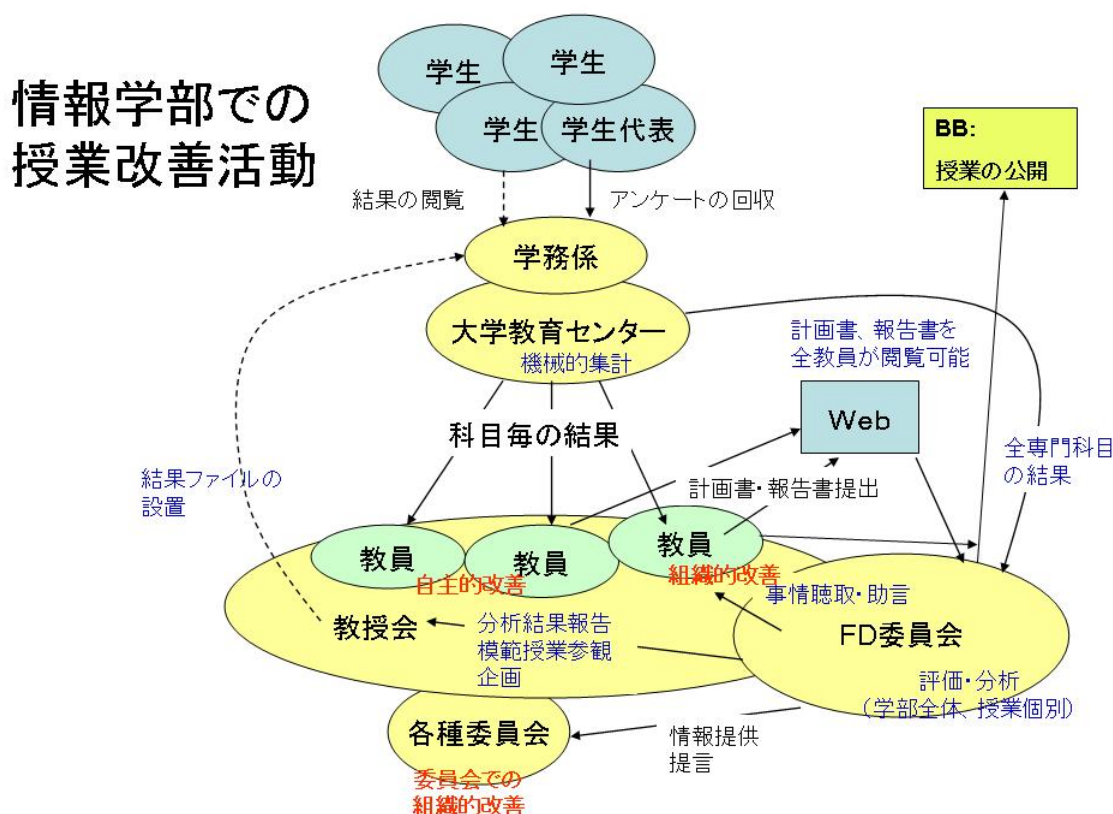 情報学部での
授業改善活動
学生
学生
学生
学生代表
BB:
授業の公開
結果の閲覧
アンケートの回収
学務係
大学教育センター
機械的集計
計画書、報告書を
全教員が閲覧可能
Web
科目毎の結果
全専門科目
の結果
結果ファイルの
設置
計画書・報告書提出
教員
教員
教員
自主的改善
組織的改善
事情聴取・助言
教授会
分析結果報告
模範授業参観
企画
FD委員会
評価・分析
（学部全体、授業個別）
各種委員会
情報提供
提言
委員会での
組織的改善